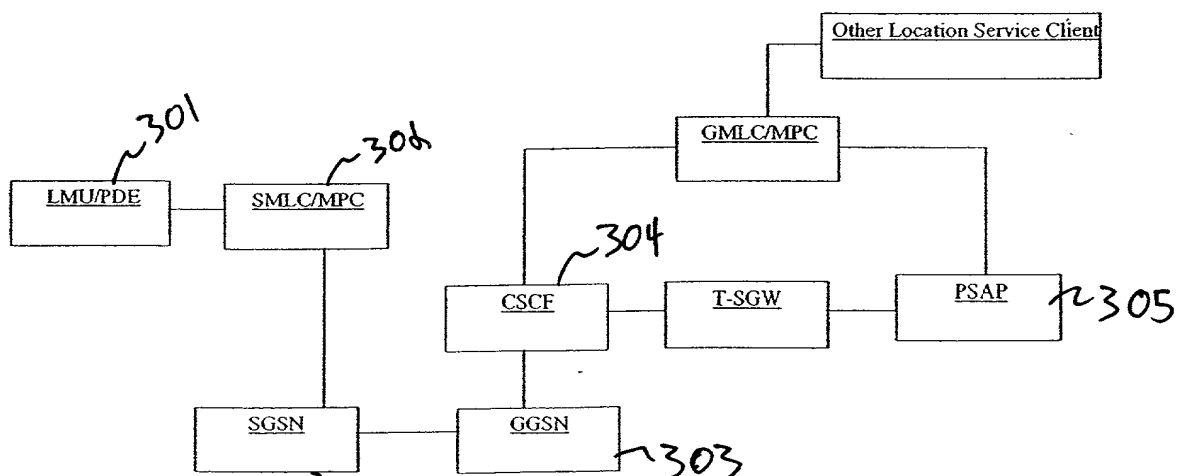 Other Location Service Client
GMLC/MPC
301
LMU/PDE
SMLC/MPC
304
CSCF
T-SGW
PSAP
305
SGSN
GGSN
303